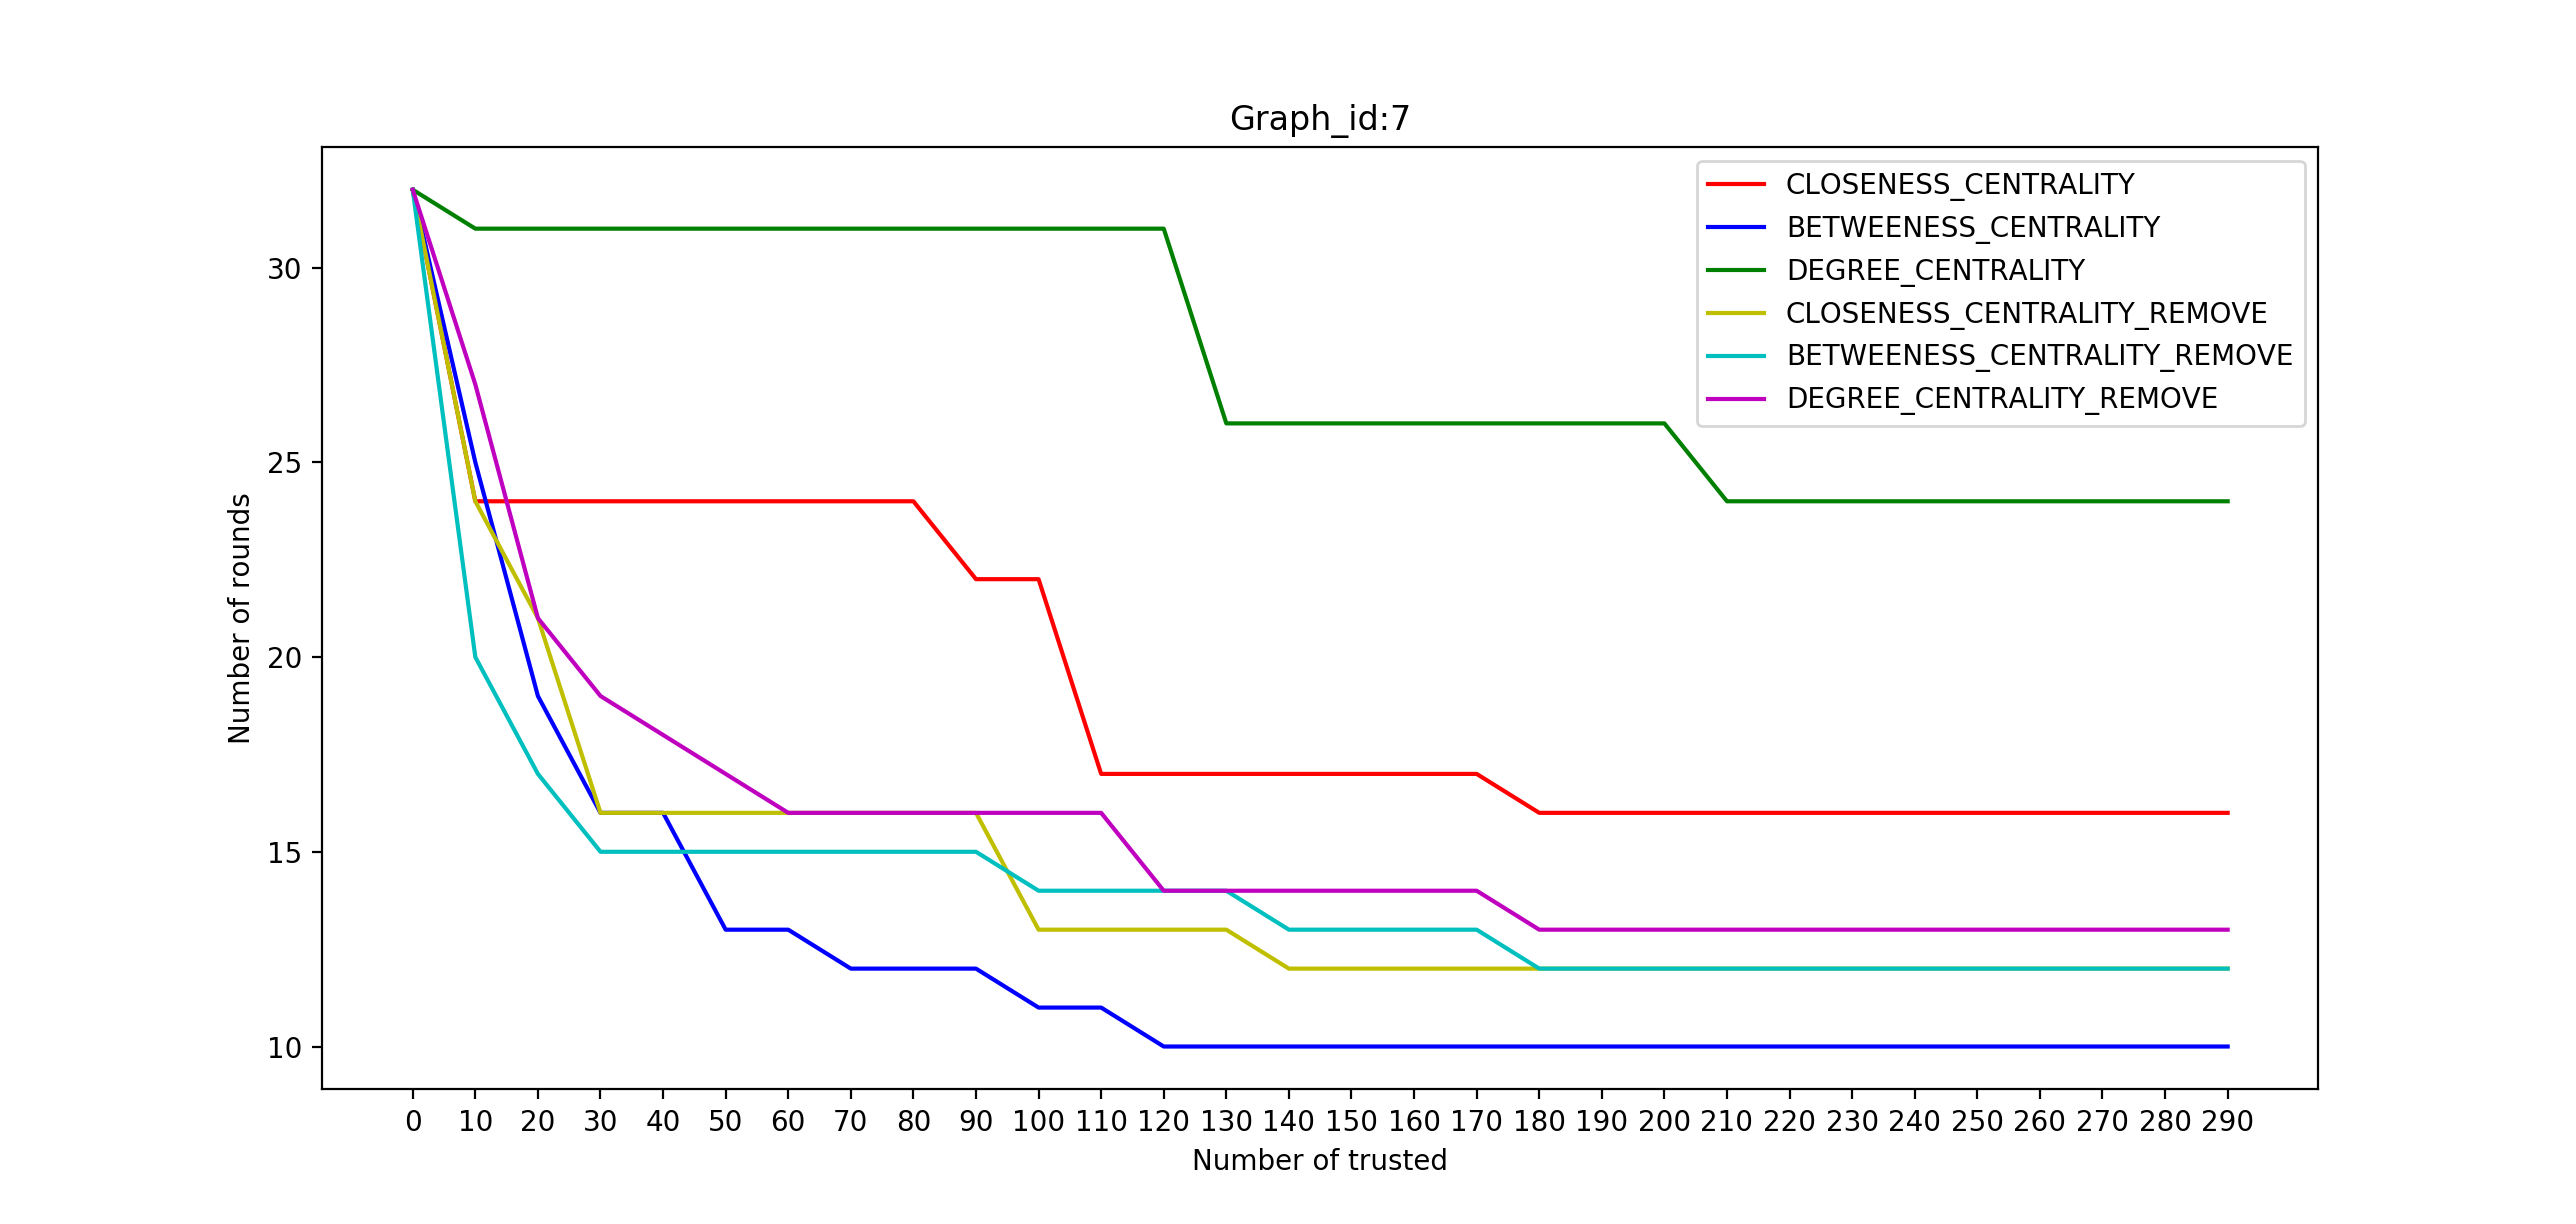 Graph_id:7
CLOSENESS_CENTRALITY
BETWEENESS_CENTRALITY
DEGREE_CENTRALITY
CLOSENESS_CENTRALITY_REMOVE
BETWEENESS_CENTRALITY_REMOVE
DEGREE_CENTRALITY_REMOVE
Number of rounds
30
25
20
15
10
0 10 20 30 40 50 60 70 80 90 100 110 120 130 140 150 160 170 180 190 200 210 220 230 240 250 260 270 280 290
Number of trusted